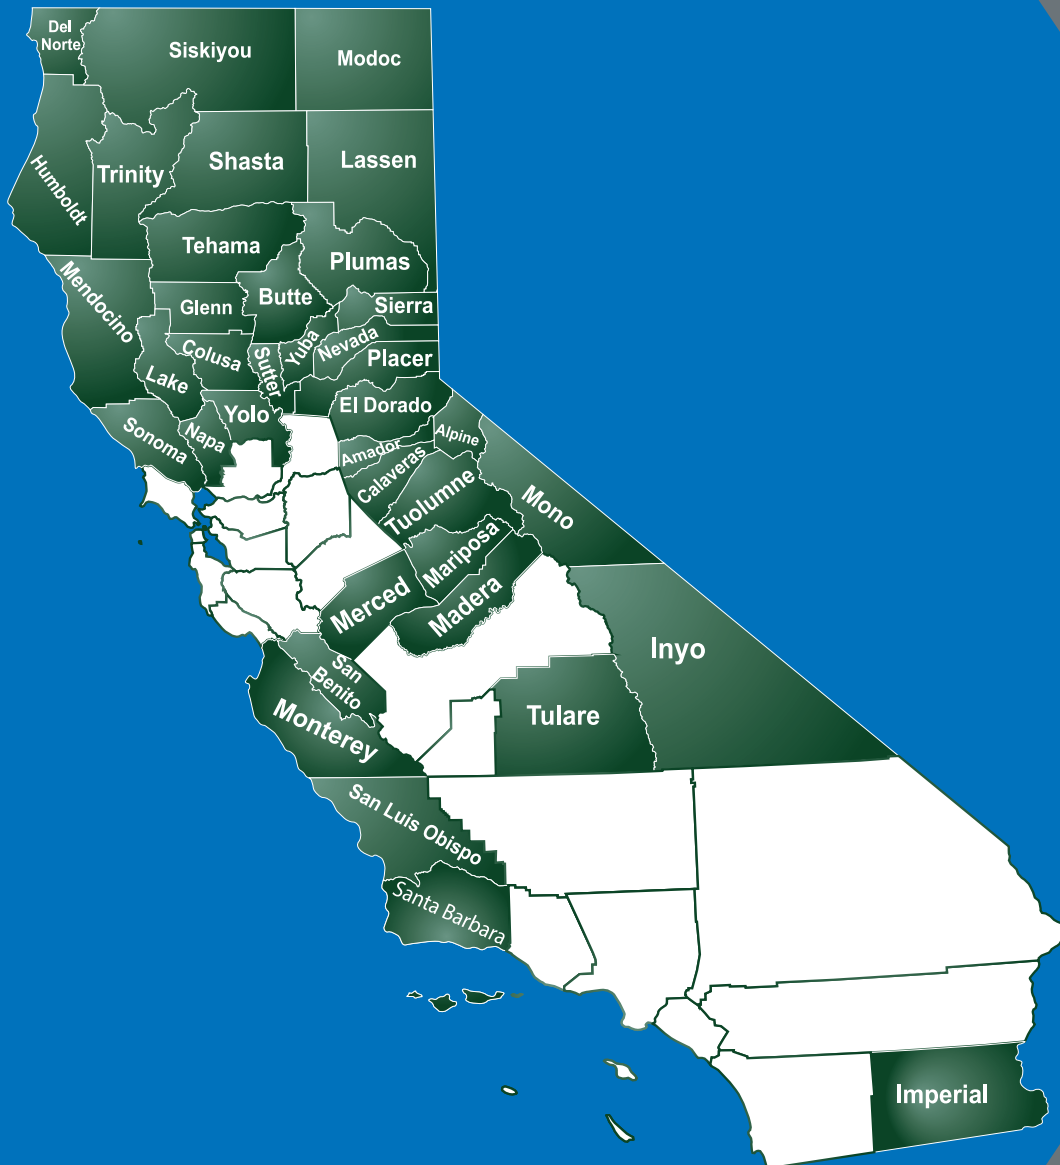 Del
Norte
Siskiyou
Modoc
Humboldt
Trinity
Shasta
Lassen
Tehama
Plumas
Mendocino
Glenn
Butte
Sierra
Colusa
Sutter
Yuba
Nevada
Placer
Lake
Yolo
El Dorado
Sonoma
Napa
Amador
Alpine
Calaveras
Tuolumne
Mono
Mariposa
Merced
Madera
Inyo
San
Benito
Monterey
Tulare
San Luis Obispo
Santa Barbara
Imperial